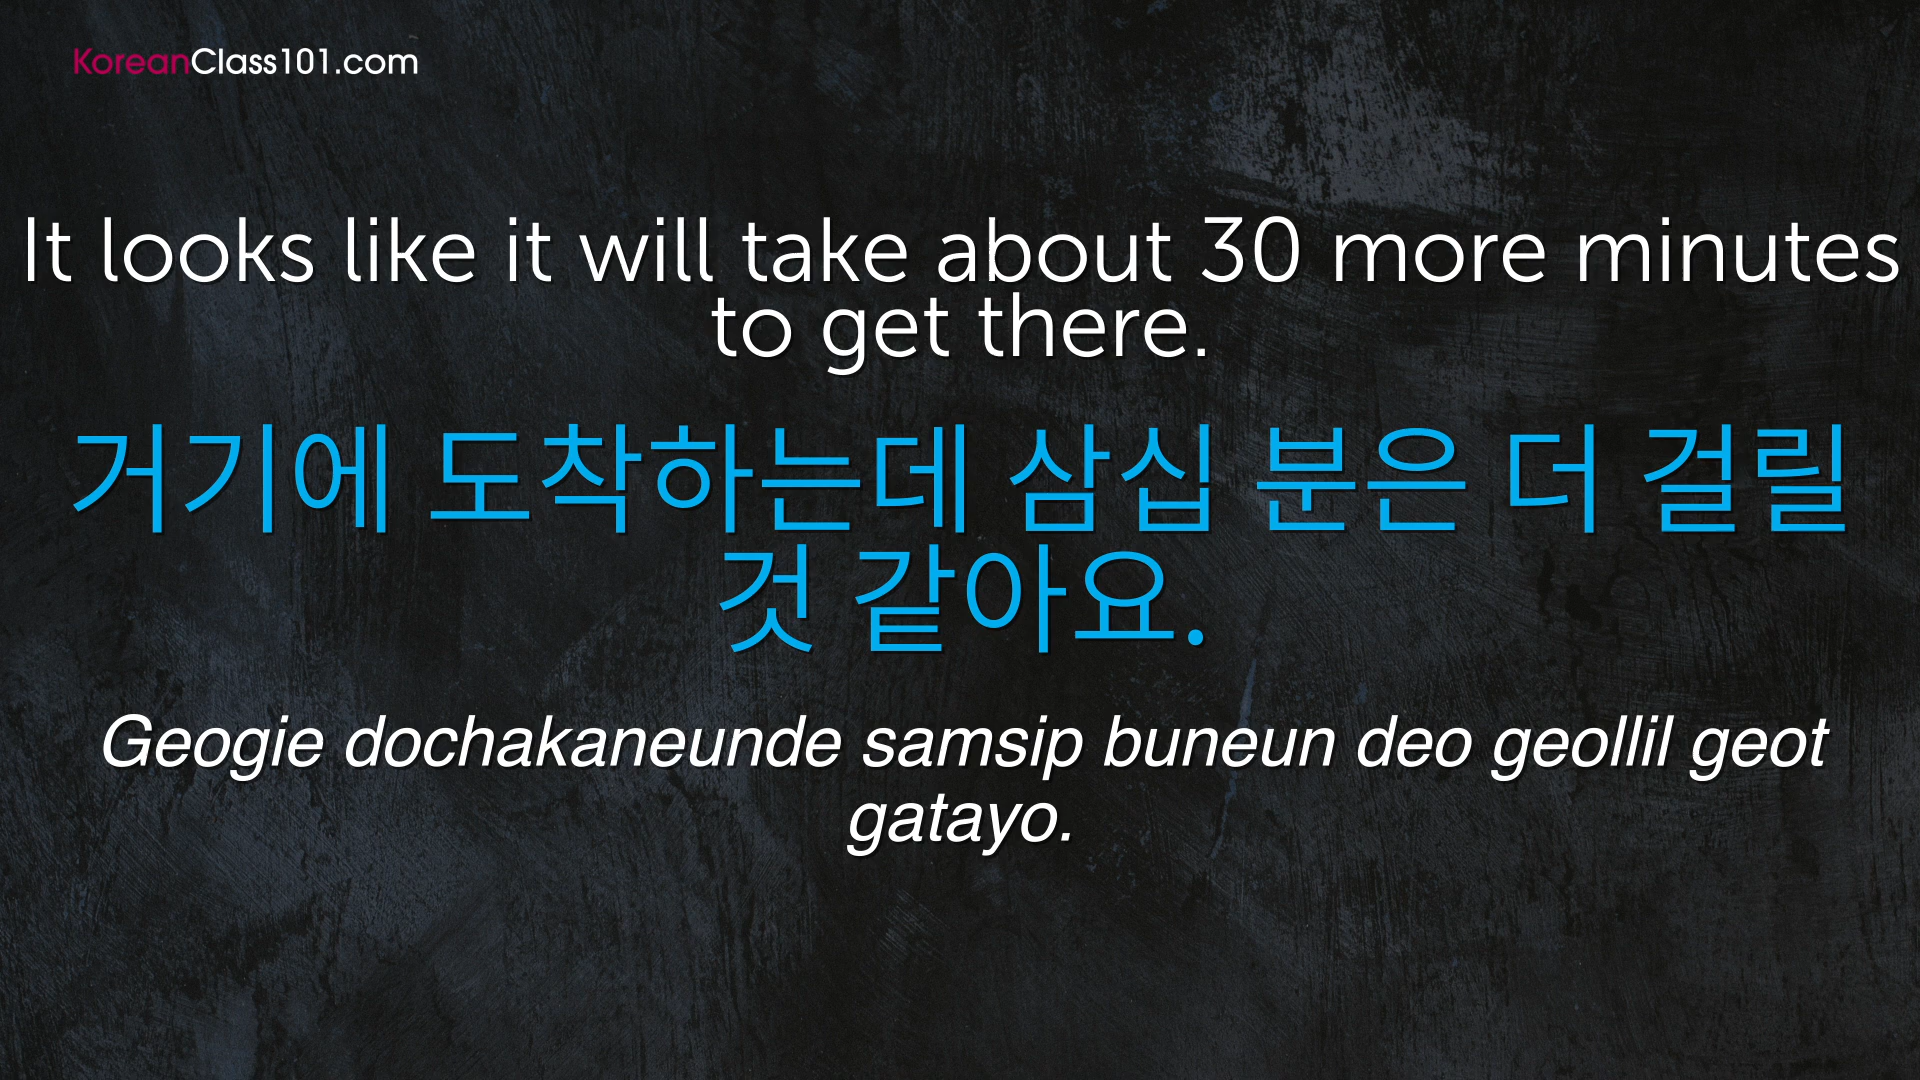 KoreanClass101.com
It looks like it will take about 30 more minutes
to get there.
거기에 도착하는데 삼십 분은 더 걸릴
것 같아요.
Geogie dochakaneunde samsip buneun deo geollil geot
gatayo.